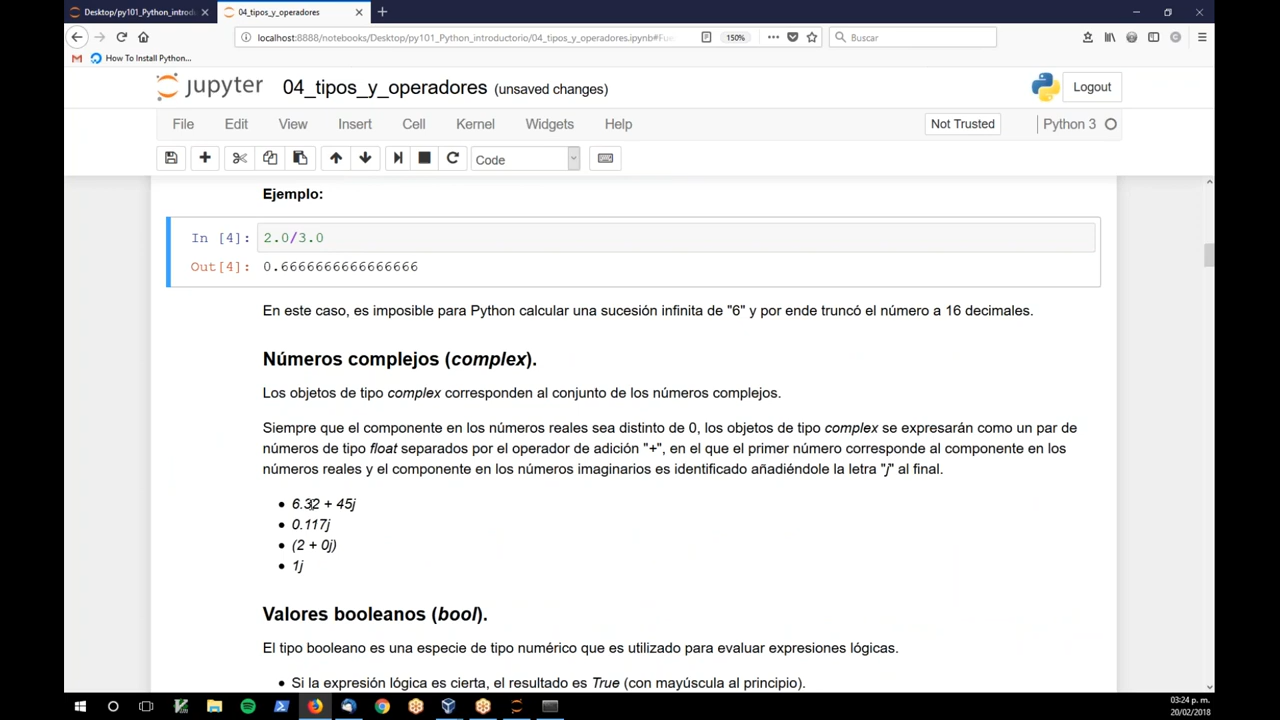 Desktop/py101_Python_introdu
04_tipos_y_operadores
localhost:8888/notebooks/Desktop/py101_Python_introductorio/04_tipos_y_operadores.ipynb#Fue
150%
Buscar
How To Install Python...
jupyter 04_tipos_y_operadores (unsaved changes)
Logout
File Edit View Insert Cell Kernel Widgets Help
Not Trusted
Python 3
Code
Ejemplo:
In [4]: 2.0/3.0
Out[4]: 0.6666666666666666
En este caso, es imposible para Python calcular una sucesión infinita de "6" y por ende truncó el número a 16 decimales.
Números complejos (complex).
Los objetos de tipo complex corresponden al conjunto de los números complejos.
Siempre que el componente en los números reales sea distinto de 0, los objetos de tipo complex se expresarán como un par de
números de tipo float separados por el operador de adición "+", en el que el primer número corresponde al componente en los
números reales y el componente en los números imaginarios es identificado añadiéndole la letra "j" al final.
• 6.32 + 45j
• 0.117j
• (2 + 0j)
• 1j
Valores booleanos (bool).
El tipo booleano es una especie de tipo numérico que es utilizado para evaluar expresiones lógicas.
• Si la expresión lógica es cierta, el resultado es True (con mayúscula al principio).
03:24 p. m.
20/02/2018